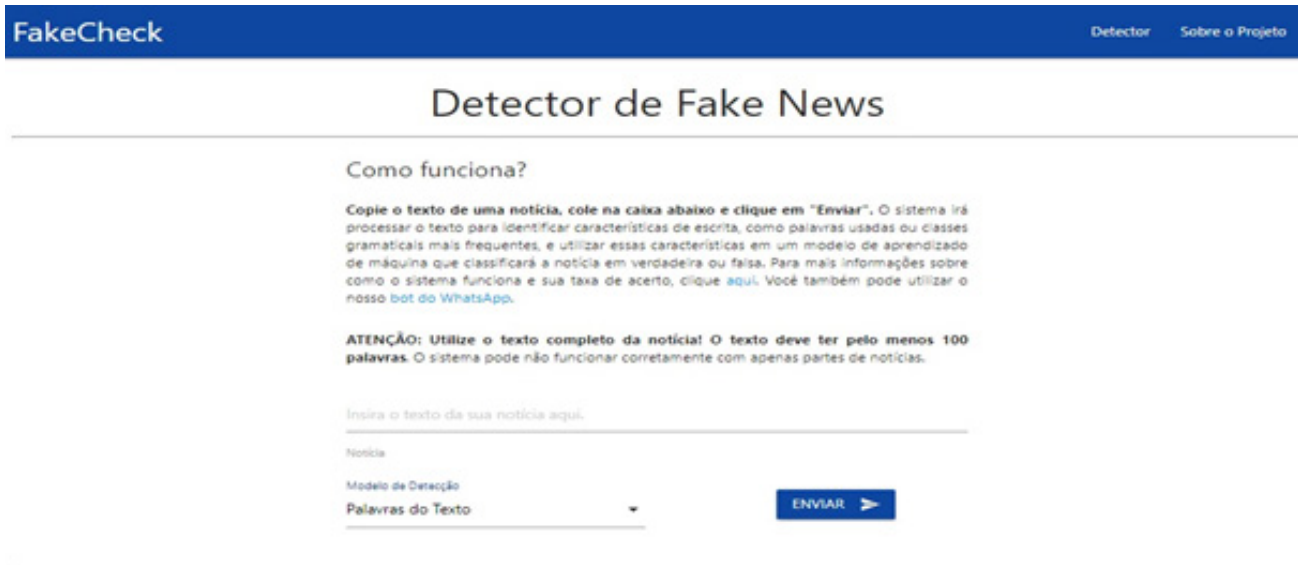 FakeCheck
Detector
Sobre o Projeto
Detector de Fake News
Como funciona?
Copie o texto de uma notícia, cole na caixa abaixo e clique em "Enviar". O sistema irá
processar o texto para identificar características de escrita, como palavras usadas ou classes
gramaticais mais frequentes, e utilizar essas características em um modelo de aprendizado
de máquina que classificará a notícia em verdadeira ou falsa. Para mais informações sobre
como o sistema funciona e sua taxa de acerto, clique aqui. Você também pode utilizar o
nosso bot do WhatsApp.
ATENÇÃO: Utilize o texto completo da notícia! O texto deve ter pelo menos 100
palavras. O sistema pode não funcionar corretamente com apenas partes de notícias.
Insira o texto da sua notícia aqui.
Notícia
Modelo de Detecção
Palavras do Texto
ENVIAR